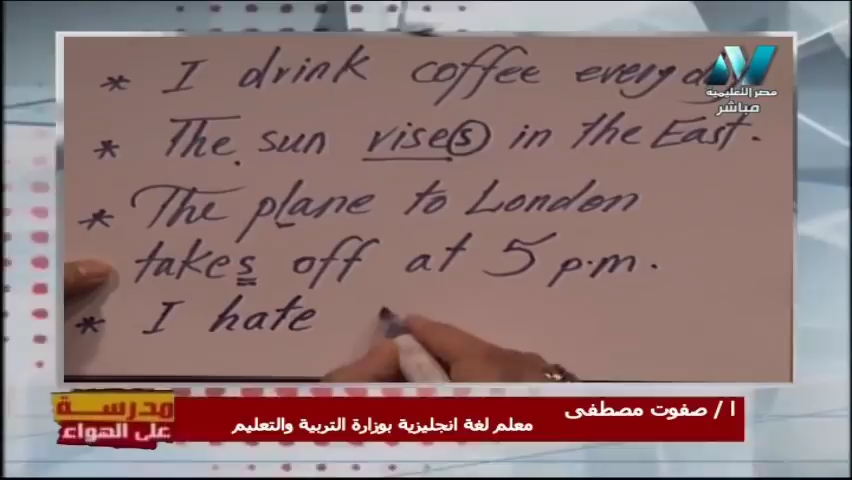 * I drink coffee every day
* The sun rises in the East.
* The plane to London
takes off at 5 p.m.
* I hate
مصر التعليمية
مباشر
أ / صفوت مصطفى
معلم لغة انجليزية بوزارة التربية والتعليم
مدرسة
على الهواء